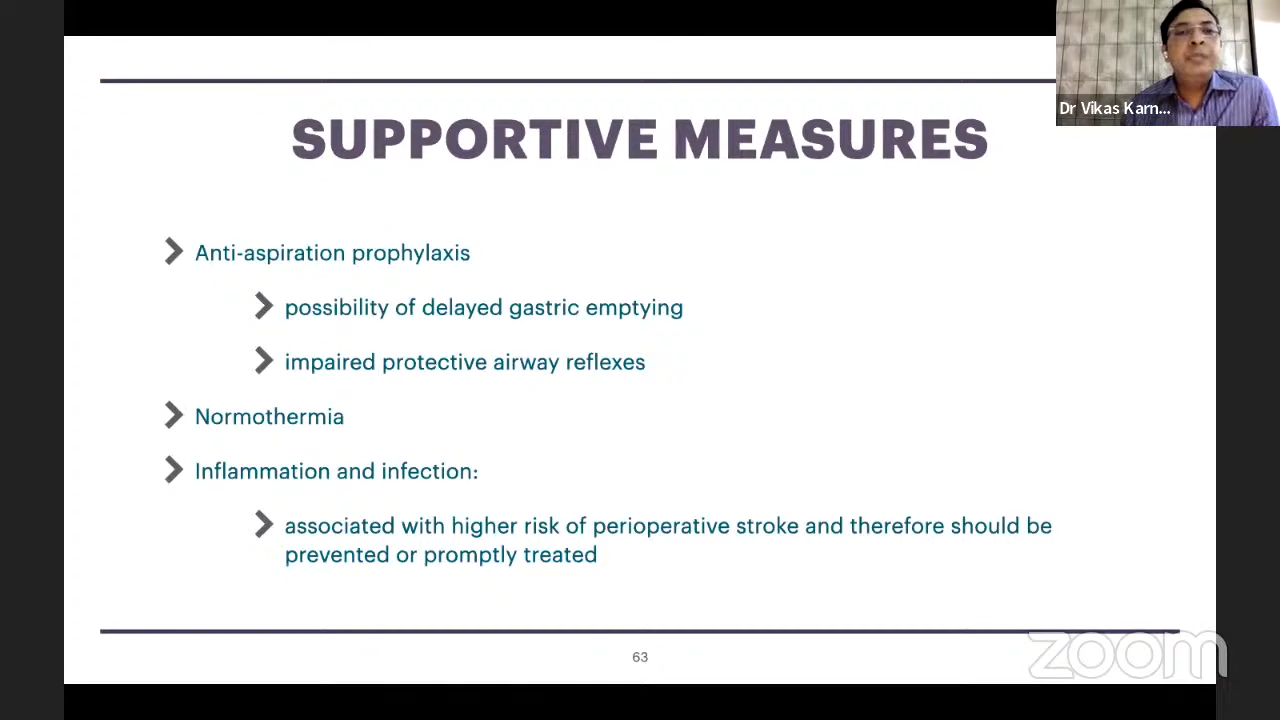 Dr Vikas Karn...
SUPPORTIVE MEASURES
Anti-aspiration prophylaxis
possibility of delayed gastric emptying
impaired protective airway reflexes
Normothermia
Inflammation and infection:
associated with higher risk of perioperative stroke and therefore should be
prevented or promptly treated
63
zoom